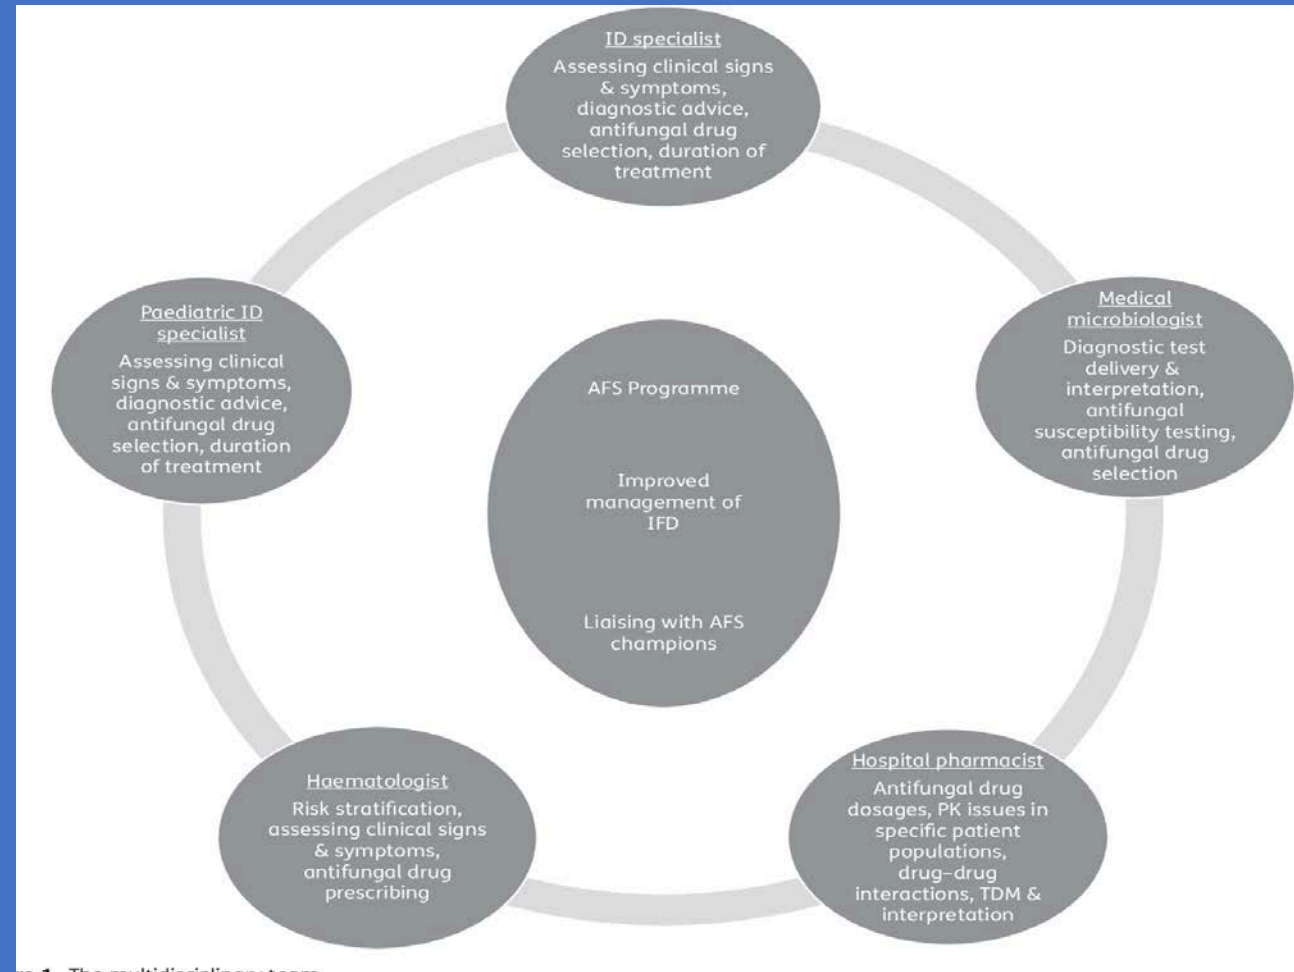 ID specialist
Assessing clinical signs
& symptoms,
diagnostic advice,
antifungal drug
selection, duration of
treatment
Paediatric ID
specialist
Assessing clinical
signs & symptoms,
diagnostic advice,
antifungal drug
selection, duration
of treatment
Medical
microbiologist
Diagnostic test
delivery &
interpretation,
antifungal
susceptibility testing,
antifungal drug
selection
AFS Programme
Improved
management of
IFD
Liaising with AFS
champions
Haematologist
Risk stratification,
assessing clinical signs
& symptoms,
antifungal drug
prescribing
Hospital pharmacist
Antifungal drug
dosages, PK issues in
specific patient
populations,
drug–drug
interactions, TDM &
interpretation
1 The multidisciplinary team